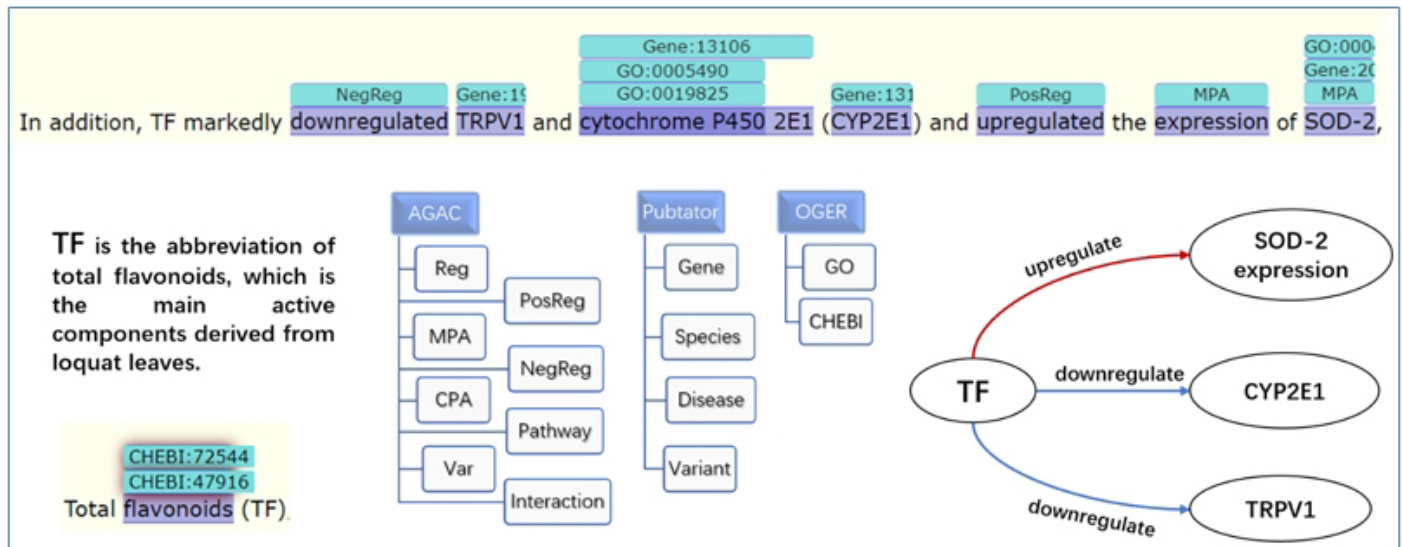 Gene:13106
GO:000
GO:0005490
Gene:20
NegReg Gene:19 GO:0019825 Gene:131 PosReg MPA MPA
In addition, TF markedly downregulated TRPV1 and cytochrome P450 2E1 (CYP2E1) and upregulated the expression of SOD-2,
TF is the abbreviation of
total flavonoids, which is
the main active
components derived from
loquat leaves.
CHEBI:72544
CHEBI:47916
Total flavonoids (TF)
AGAC
Reg
PosReg
MPA
NegReg
CPA
Pathway
Var
Interaction
Pubtator
Gene
Species
Disease
Variant
OGER
GO
CHEBI
TF
upregulate
SOD-2
expression
downregulate
CYP2E1
downregulate
TRPV1